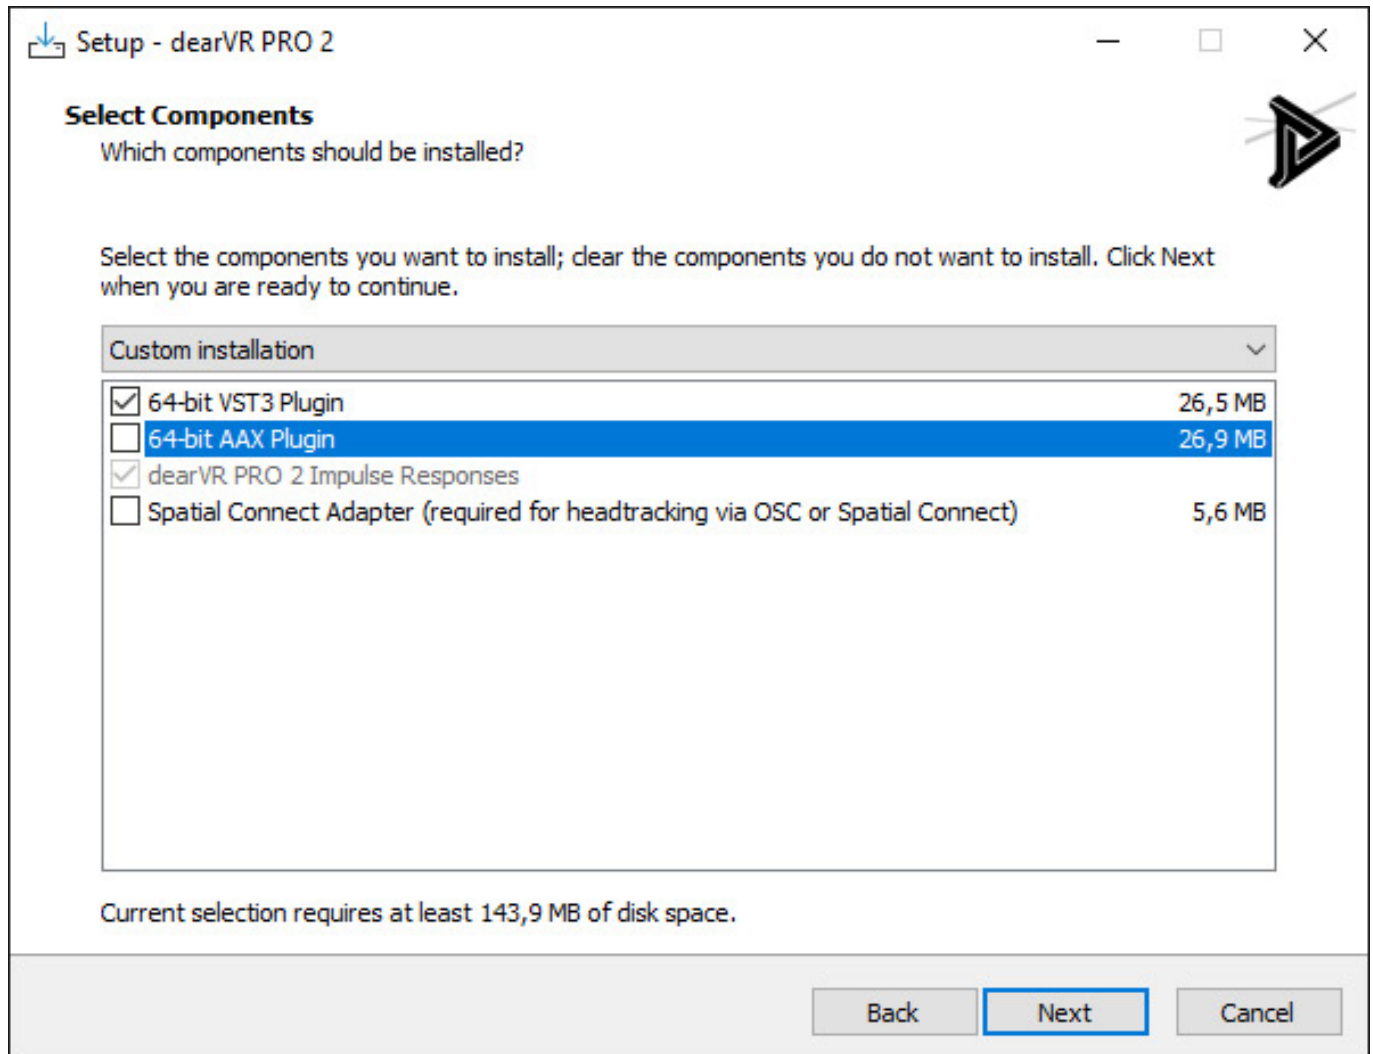 Setup - dearVR PRO 2
Select Components
Which components should be installed?
Select the components you want to install; clear the components you do not want to install. Click Next
when you are ready to continue.
Custom installation
64-bit VST3 Plugin 26,5 MB
64-bit AAX Plugin 26,9 MB
dearVR PRO 2 Impulse Responses
Spatial Connect Adapter (required for headtracking via OSC or Spatial Connect) 5,6 MB
Current selection requires at least 143,9 MB of disk space.
Back Next Cancel